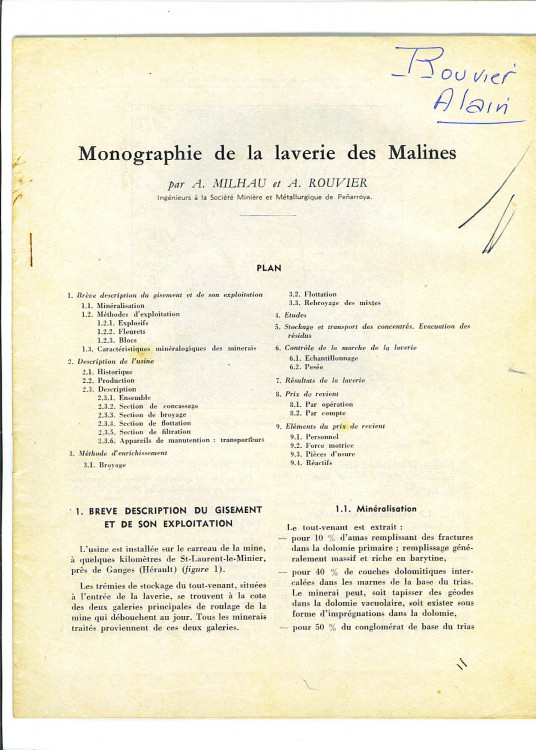 Rouvier
Alain
Monographie de la laverie des Malines
par A. MILHAU et A. ROUVIER
Ingénieurs à la Société Minière et Métallurgique de Peñarroya.
PLAN
1. Brève description du gisement et de son exploitation
1.1. Minéralisation
1.2. Méthodes d'exploitation
1.2.1. Explosifs
1.2.2. Fleurets
1.2.3. Blocs
1.3. Caractéristiques minéralogiques des minerais
2. Description de l'usine
2.1. Historique
2.2. Production
2.3. Description
2.3.1. Ensemble
2.3.2. Section de concassage
2.3.3. Section de broyage
2.3.4. Section de flottation
2.3.5. Section de filtration
2.3.6. Appareils de manutention : transporteurs
3. Méthode d'enrichissement
3.1. Broyage
3.2. Flottation
3.3. Rebroyage des mixtes
4. Etudes
5. Stockage et transport des concentrés. Evacuation des
résidus
6. Contrôle de la marche de la laverie
6.1. Echantillonnage
6.2. Pesée
7. Résultats de la laverie
8. Prix de revient
8.1. Par opération
8.2. Par compte
9. Eléments du prix de revient
9.1. Personnel
9.2. Force motrice
9.3. Pièces d'usure
9.4. Réactifs
1. BREVE DESCRIPTION DU GISEMENT
ET DE SON EXPLOITATION
L'usine est installée sur le carreau de la mine,
à quelques kilomètres de St-Laurent-le-Minier,
près de Ganges (Hérault) (figure 1).
Les trémies de stockage du tout-venant, situées
à l'entrée de la laverie, se trouvent à la cote
des deux galeries principales de roulage de la
mine qui débouchent au jour. Tous les minerais
traités proviennent de ces deux galeries.
1.1. Minéralisation
Le tout-venant est extrait :
— pour 10 % d'amas remplissant des fractures
dans la dolomie primaire ; remplissage géné-
ralement massif et riche en barytine,
— pour 40 % de couches dolomitiques inter-
calées dans les marnes de la base du trias.
Le minerai peut, soit tapisser des géodes
dans la dolomie vacuolaire, soit exister sous
forme d'imprégnations dans la dolomie,
— pour 50 % du conglomérat de base du trias